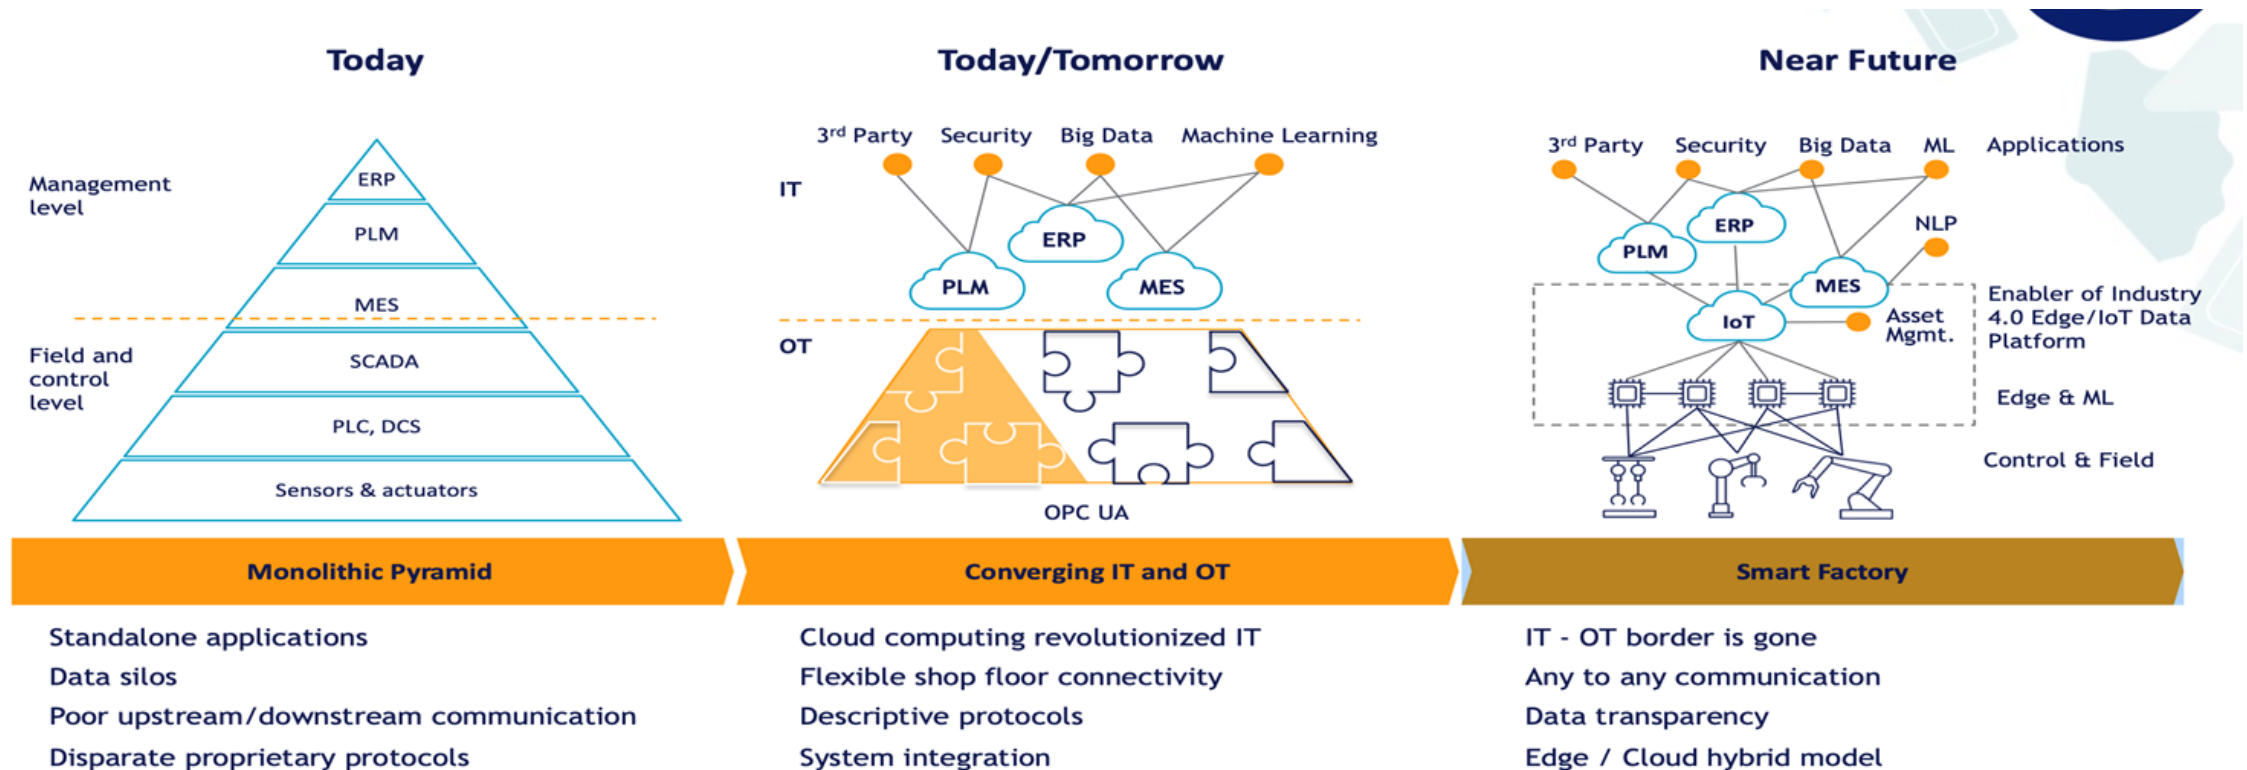 Today
Management
level
ERP
PLM
MES
Field and
control
level
SCADA
PLC, DCS
Sensors & actuators
Monolithic Pyramid
Standalone applications
Data silos
Poor upstream/downstream communication
Disparate proprietary protocols
Today/Tomorrow
3rd Party Security Big Data Machine Learning
IT
ERP
PLM MES
OT
OPC UA
Converging IT and OT
Cloud computing revolutionized IT
Flexible shop floor connectivity
Descriptive protocols
System integration
Near Future
3rd Party Security Big Data ML Applications
ERP
NLP
PLM
MES
IoT
Asset
Mgmt.
Enabler of Industry
4.0 Edge/IoT Data
Platform
Edge & ML
Control & Field
Smart Factory
IT - OT border is gone
Any to any communication
Data transparency
Edge / Cloud hybrid model